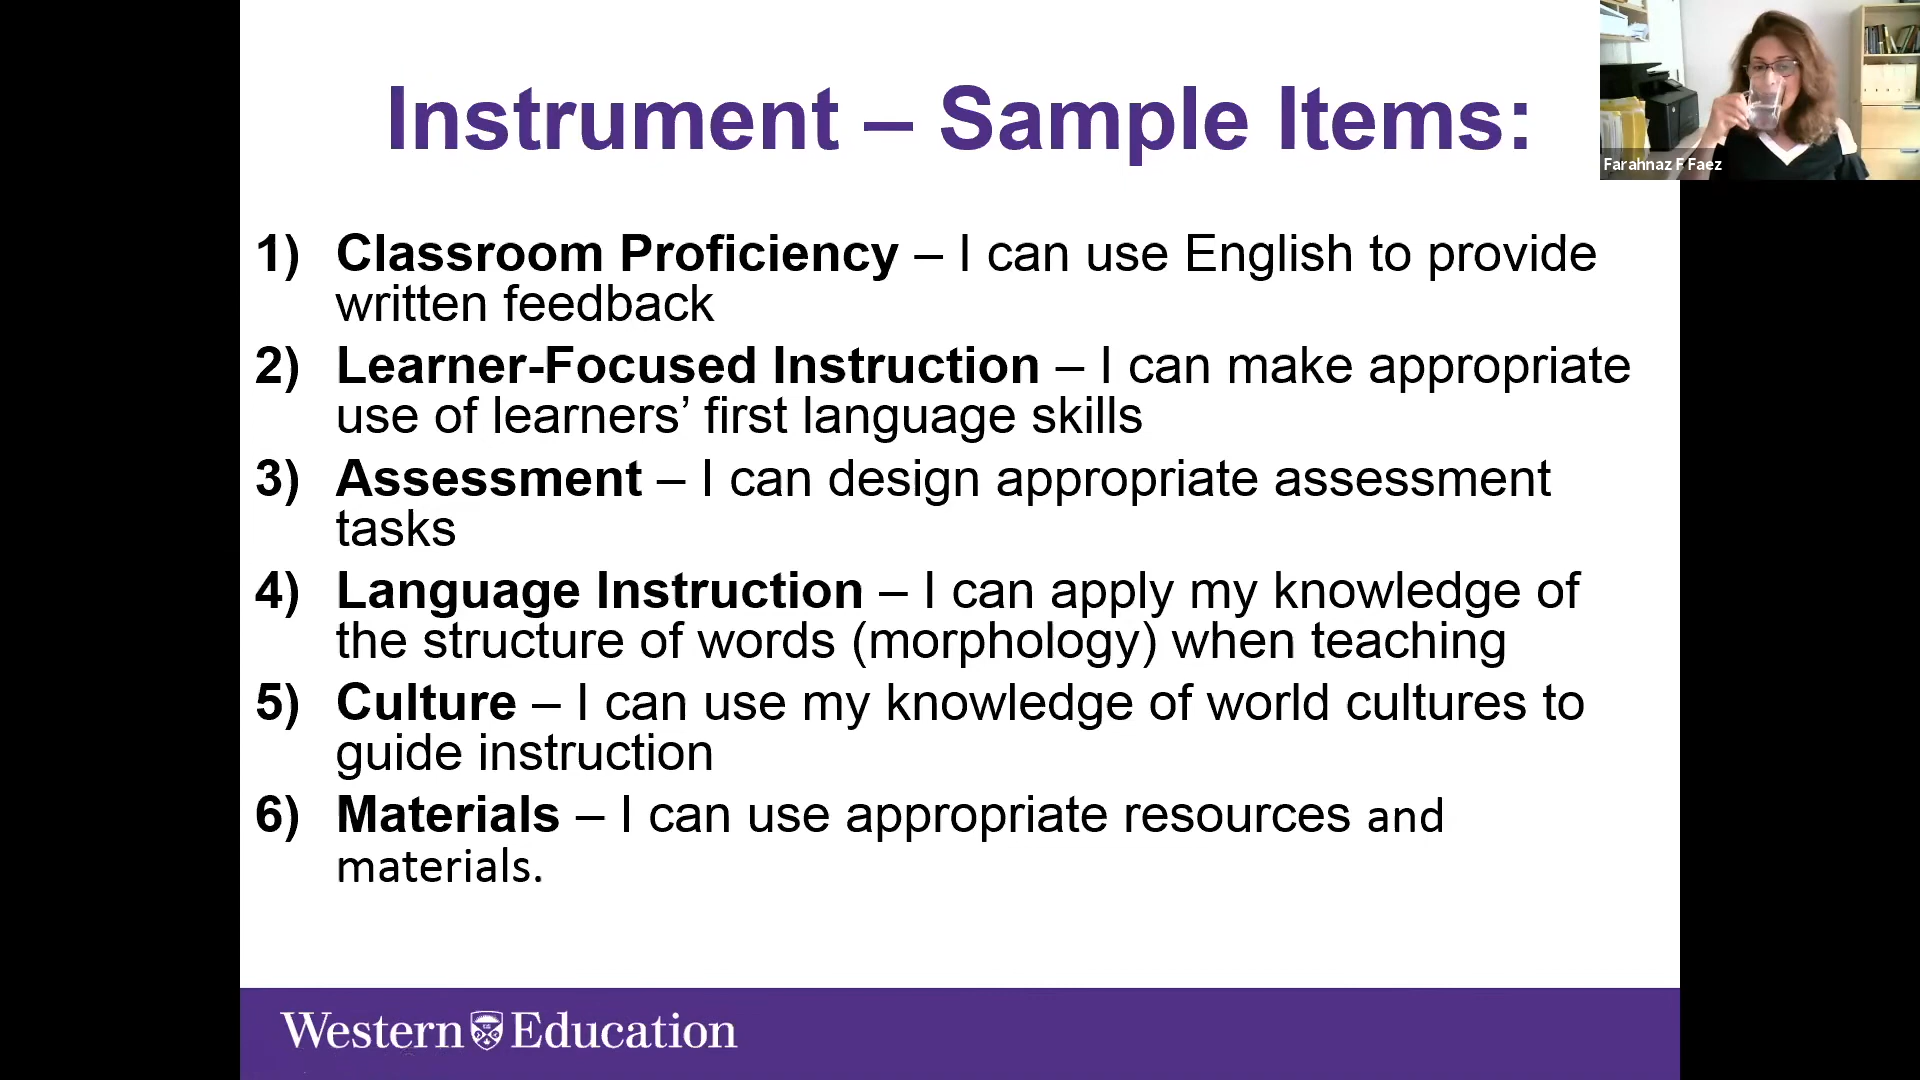 Instrument – Sample Items:
Farahnaz F Faez
1) Classroom Proficiency – I can use English to provide
written feedback
2) Learner-Focused Instruction – I can make appropriate
use of learners’ first language skills
3) Assessment – I can design appropriate assessment
tasks
4) Language Instruction – I can apply my knowledge of
the structure of words (morphology) when teaching
5) Culture – I can use my knowledge of world cultures to
guide instruction
6) Materials – I can use appropriate resources and
materials.
Western Education